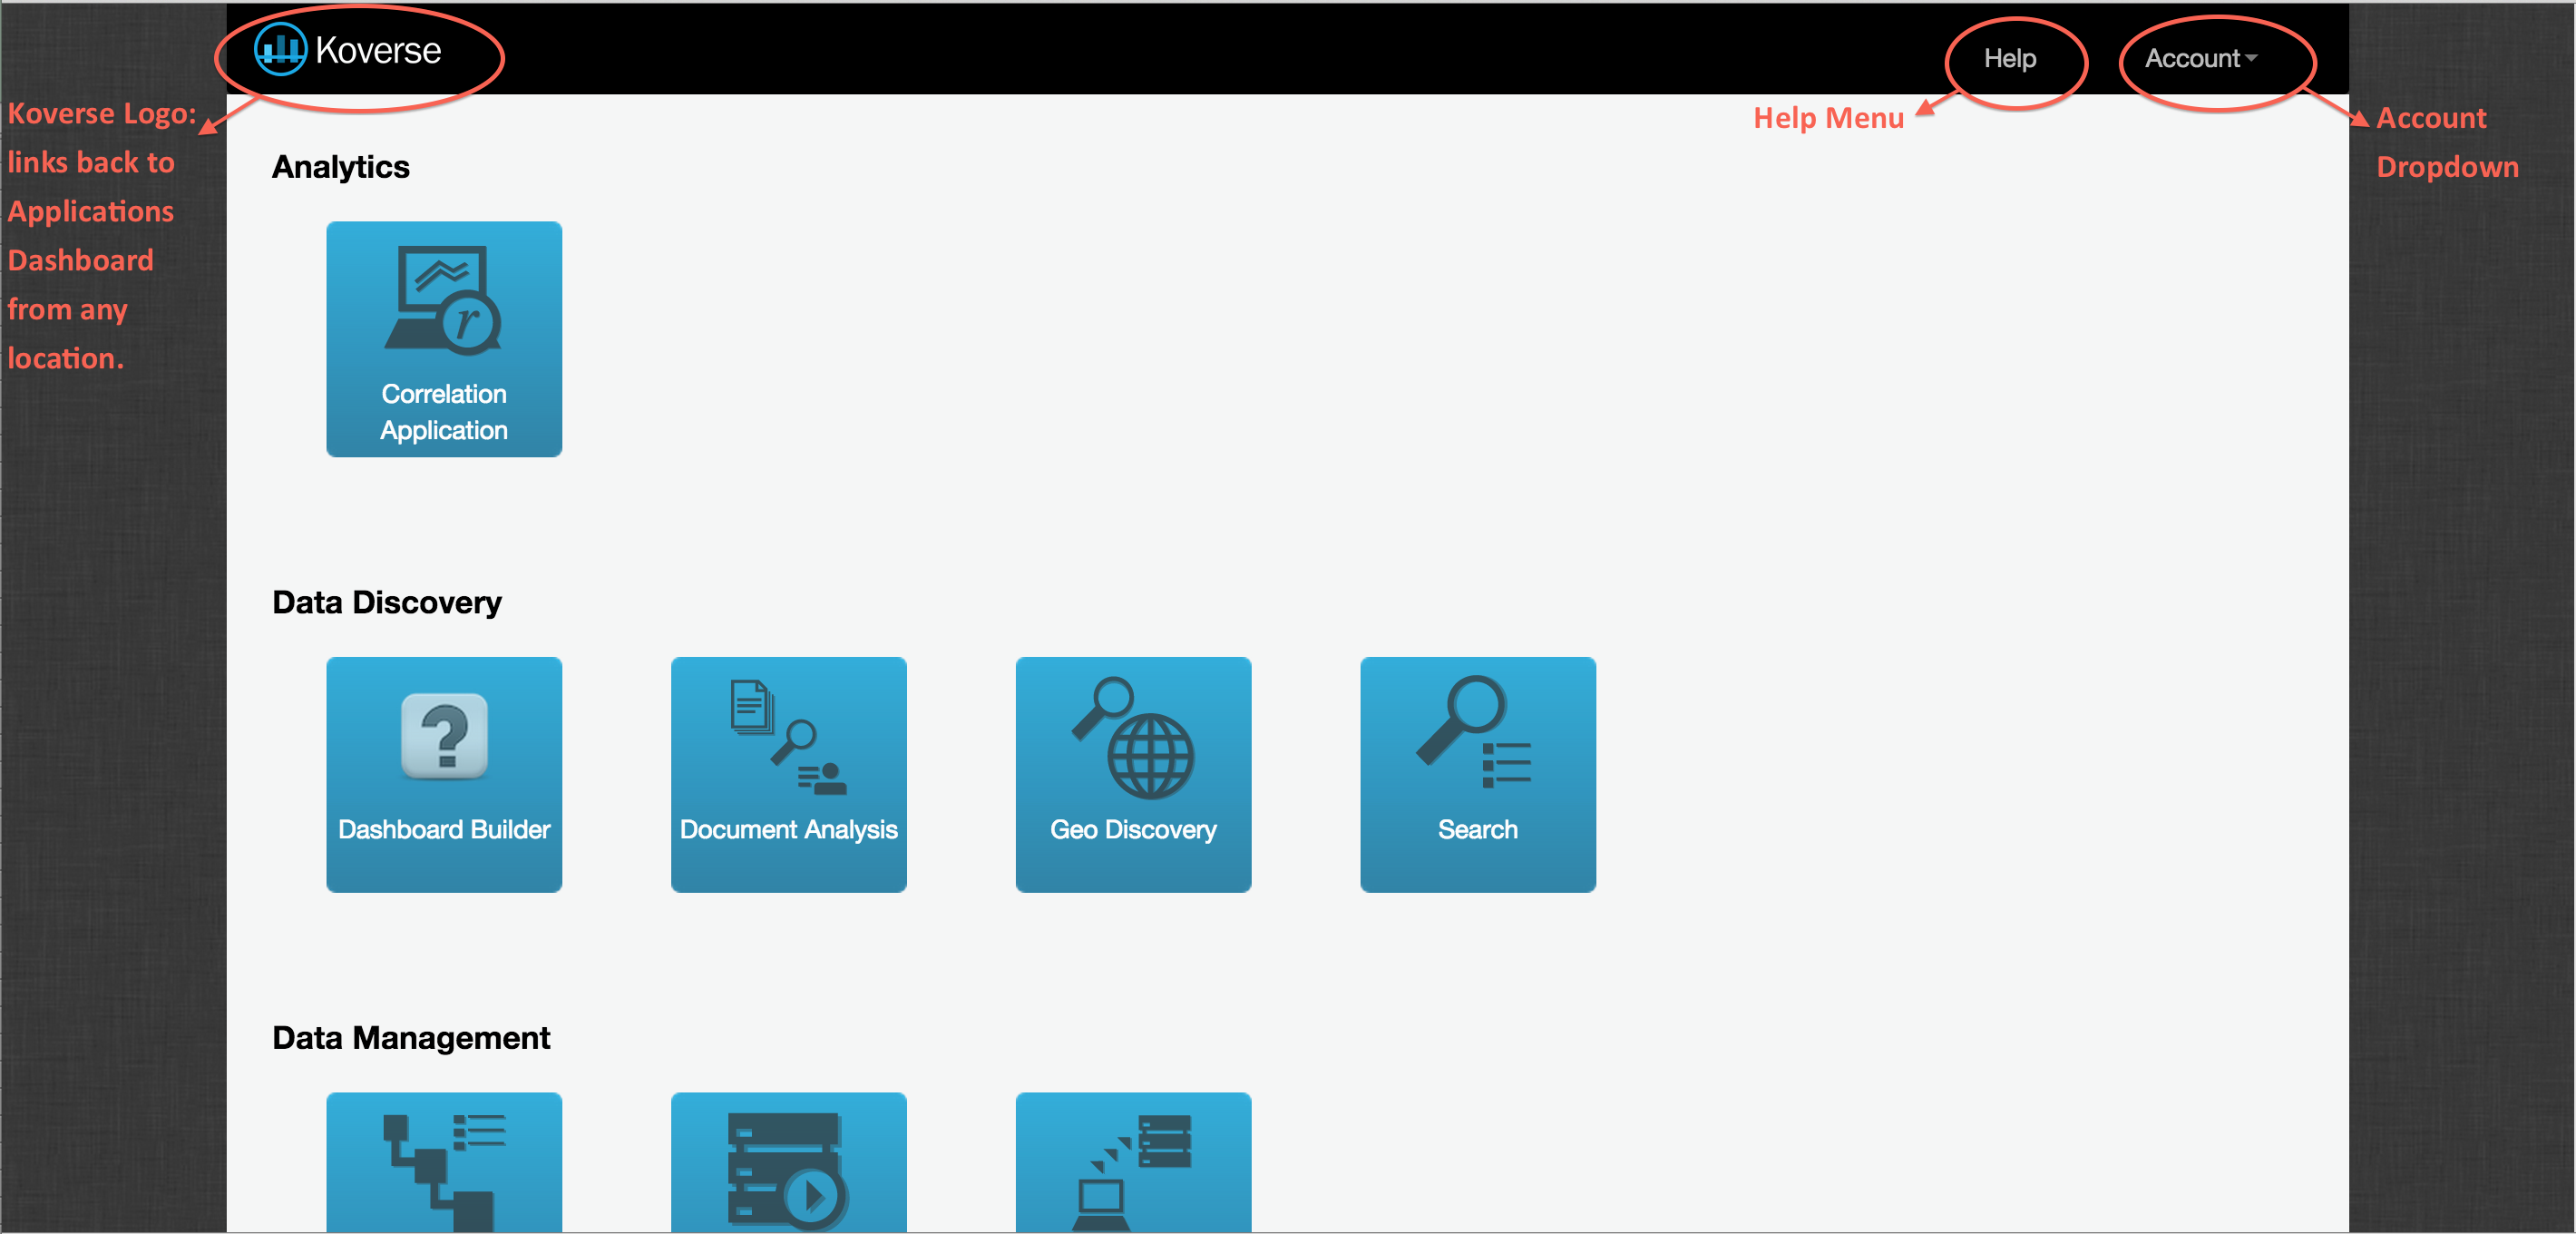 Koverse
Help
Account
Koverse Logo:
links back to
Applications
Dashboard
from any
location.
Help Menu
Account
Dropdown
Analytics
r
Correlation
Application
Data Discovery
?
Dashboard Builder
Document Analysis
Geo Discovery
Search
Data Management